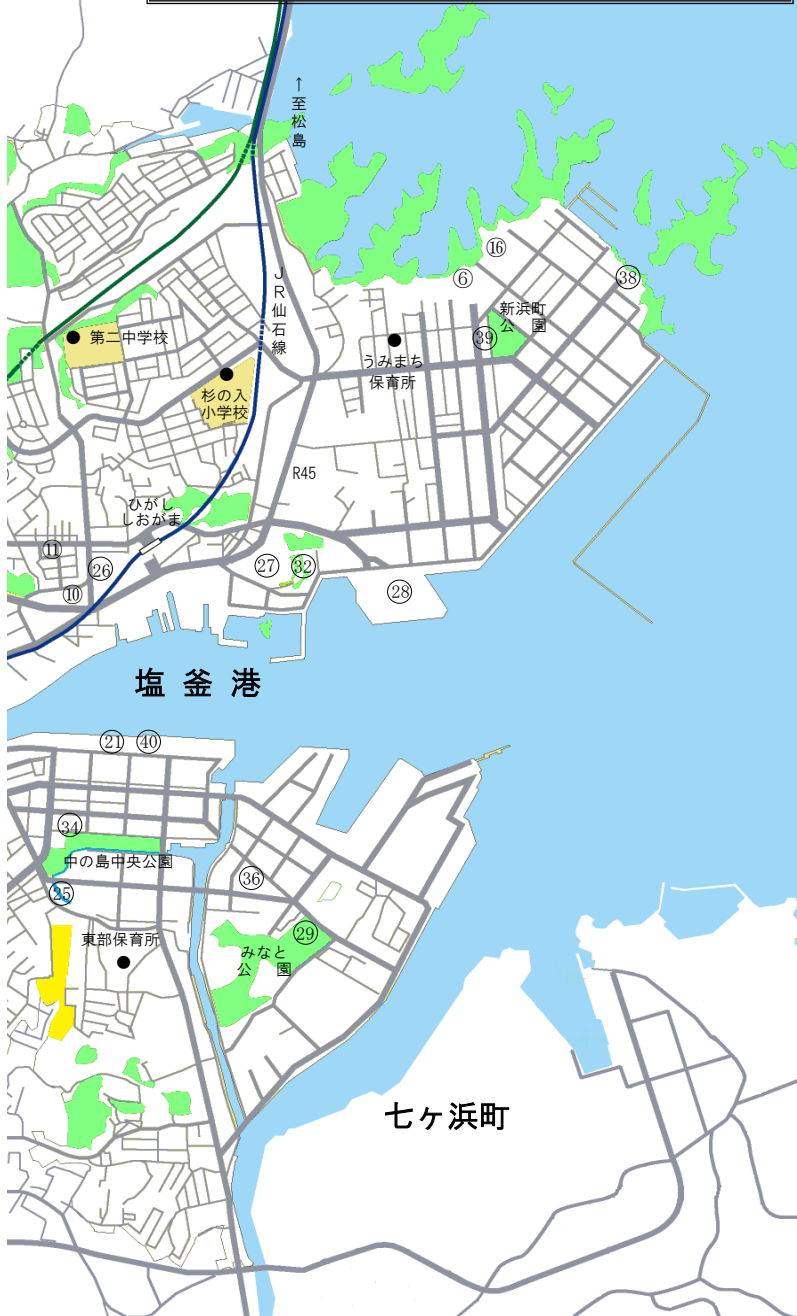 ↑至松島
⑯
⑥
㊳
JR仙石線
新浜町
公園
㊴
第二中学校
うみまち
保育所
杉の入
小学校
R45
ひがし
しおがま
⑪
㉖
⑩
㉗
㉜
㉘
塩釜港
㉑
㊵
㉞
中の島中央公園
㊱
㉕
㉙
東部保育所
みなと
公園
七ヶ浜町